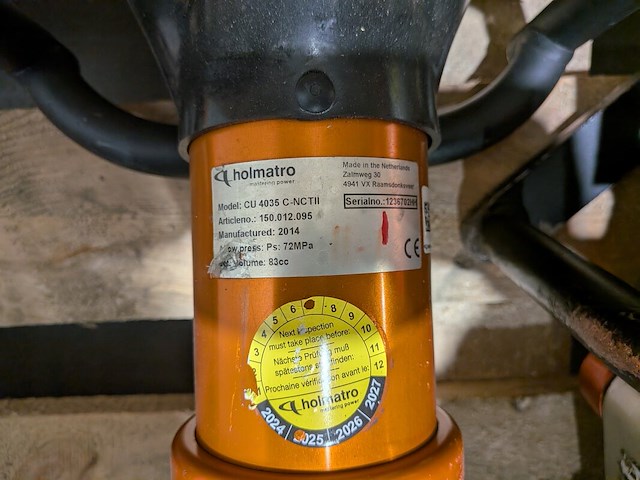 holmatro
mastering power
Made in the Netherlands
Zalmweg 30
4941 VX Raamsdonksveer
Model: CU 4035 C-NCTII
Articleno.: 150.012.095
Serialno.:
Manufactured: 2014
press: Ps: 72MPa
volume: 83cc
CE
3 4 5 6 8 9 10 11 12
Next inspection
must take place before:
Nächste Prüfung muß
spätestens stattfinden:
Prochaine vérification avant le:
holmatro
mastering power
2024 2025 2026 2027